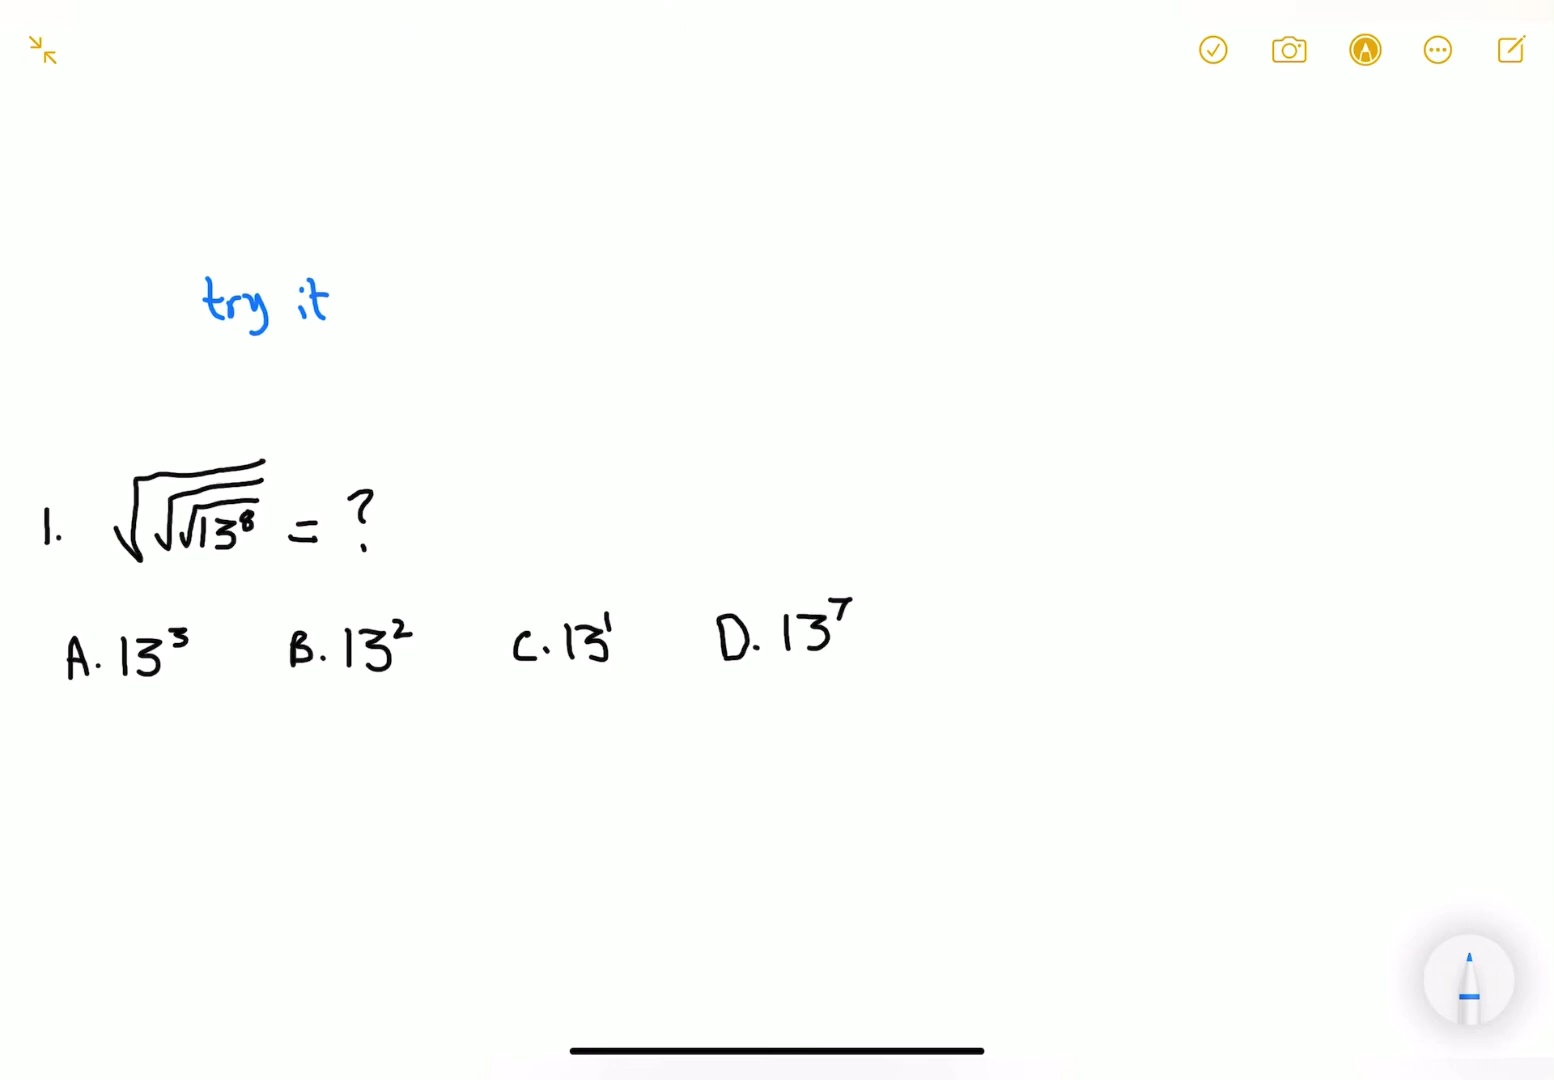 try it
1. √√√13⁸ = ?
A. 13³ B. 13² C. 13¹ D. 13⁷